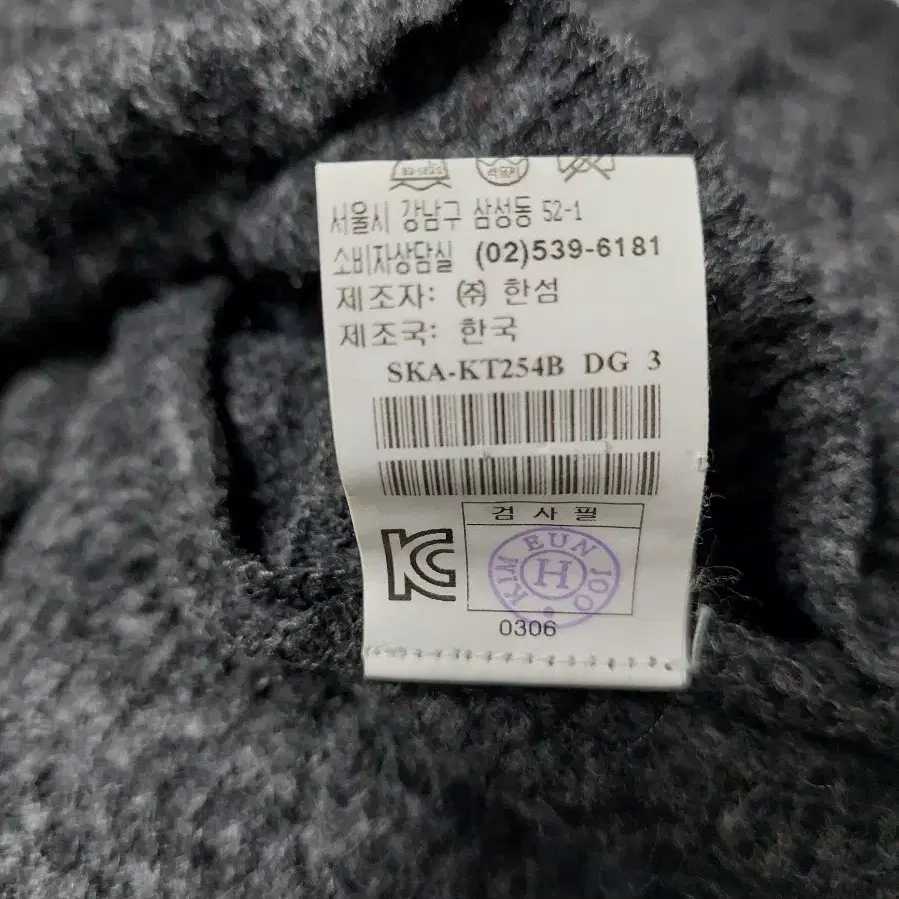 서울시 강남구 삼성동 52-1
소비자상담실 (02)539-6181
제조자: ㈜ 한섬
제조국: 한국
SKA-KT254B DG 3
검 사 필
KC
KIM EUN JOO
H
0306